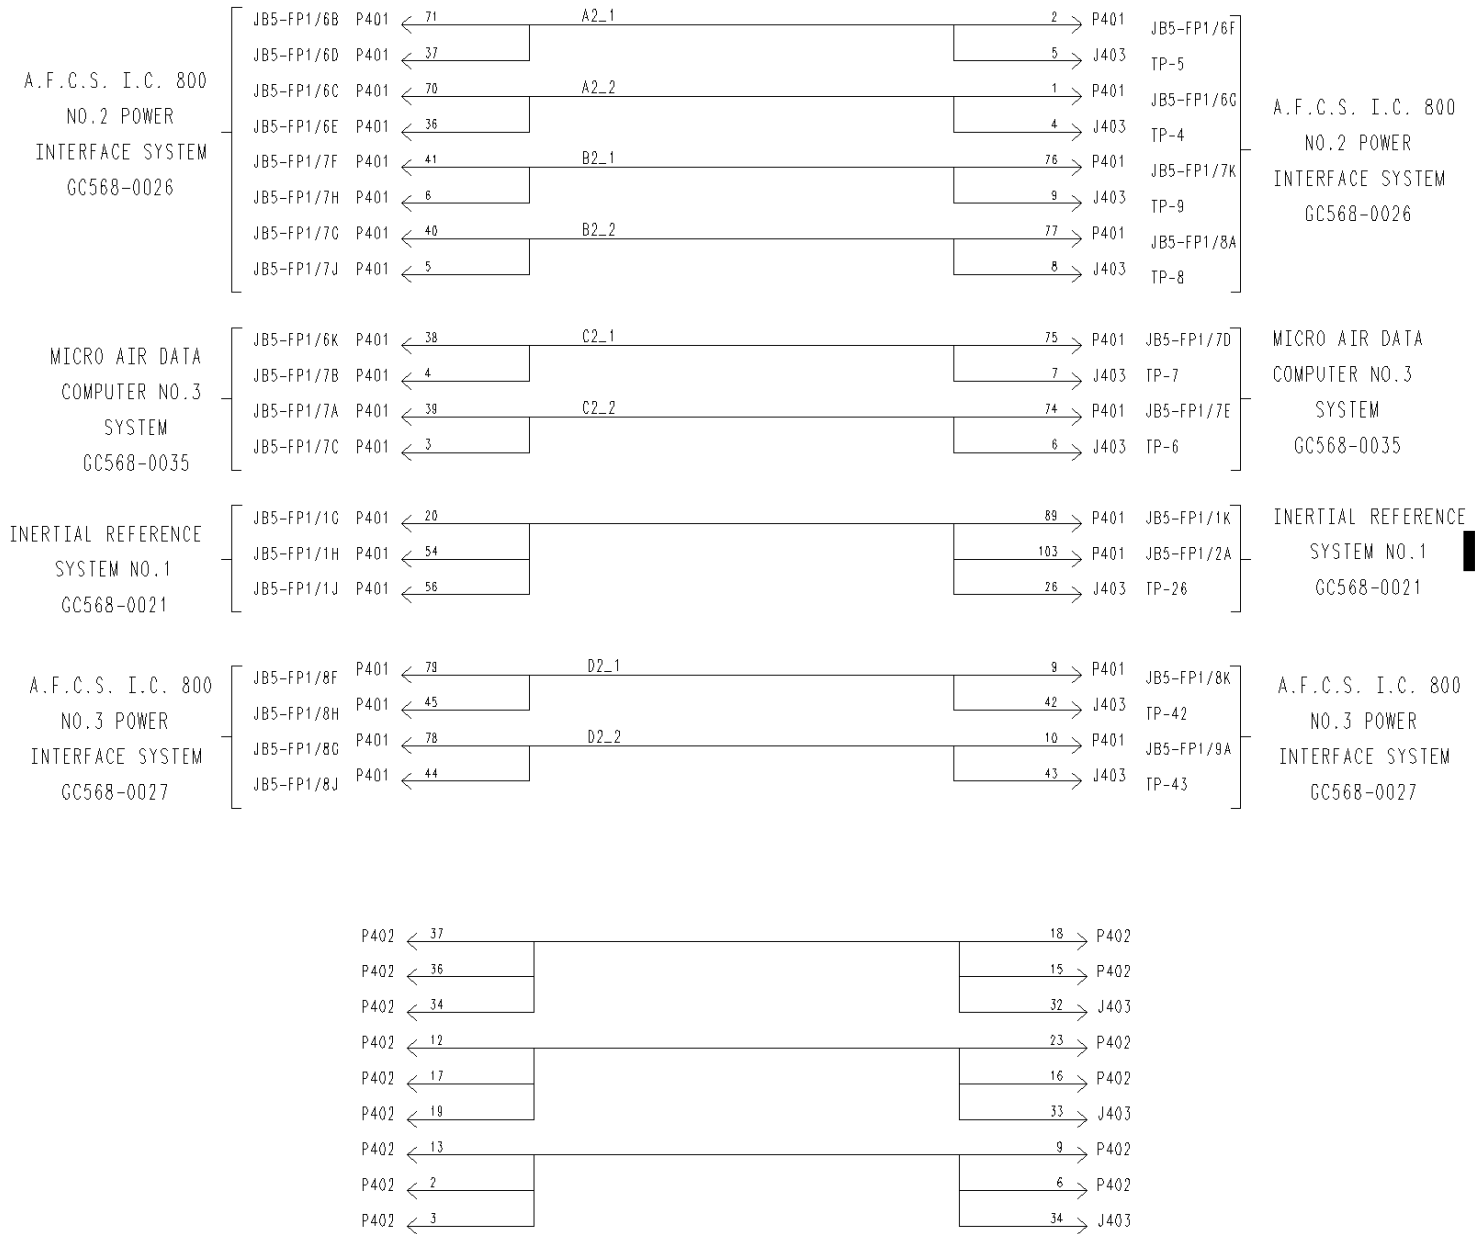 JB5-FP1/6B P401 71 A2_1 2 P401 JB5-FP1/6F
JB5-FP1/6D P401 37 5 J403 TP-5
JB5-FP1/6C P401 70 A2_2 1 P401 JB5-FP1/6G
JB5-FP1/6E P401 36 4 J403 TP-4
JB5-FP1/7F P401 41 B2_1 76 P401 JB5-FP1/7K
JB5-FP1/7H P401 6 9 J403 TP-9
JB5-FP1/7G P401 40 B2_2 77 P401 JB5-FP1/8A
JB5-FP1/7J P401 5 8 J403 TP-8
A.F.C.S. I.C. 800
NO.2 POWER
INTERFACE SYSTEM
GC568-0026
A.F.C.S. I.C. 800
NO.2 POWER
INTERFACE SYSTEM
GC568-0026
JB5-FP1/6K P401 38 C2_1 75 P401 JB5-FP1/7D
JB5-FP1/7B P401 4 7 J403 TP-7
JB5-FP1/7A P401 39 C2_2 74 P401 JB5-FP1/7E
JB5-FP1/7C P401 3 6 J403 TP-6
MICRO AIR DATA
COMPUTER NO.3
SYSTEM
GC568-0035
MICRO AIR DATA
COMPUTER NO.3
SYSTEM
GC568-0035
JB5-FP1/1G P401 20 89 P401 JB5-FP1/1K
JB5-FP1/1H P401 54 103 P401 JB5-FP1/2A
JB5-FP1/1J P401 56 26 J403 TP-26
INERTIAL REFERENCE
SYSTEM NO.1
GC568-0021
INERTIAL REFERENCE
SYSTEM NO.1
GC568-0021
JB5-FP1/8F P401 79 D2_1 9 P401 JB5-FP1/8K
JB5-FP1/8H P401 45 42 J403 TP-42
JB5-FP1/8G P401 78 D2_2 10 P401 JB5-FP1/9A
JB5-FP1/8J P401 44 43 J403 TP-43
A.F.C.S. I.C. 800
NO.3 POWER
INTERFACE SYSTEM
GC568-0027
A.F.C.S. I.C. 800
NO.3 POWER
INTERFACE SYSTEM
GC568-0027
P402 37 18 P402
P402 36 15 P402
P402 34 32 J403
P402 12 23 P402
P402 17 16 P402
P402 19 33 J403
P402 13 9 P402
P402 2 6 P402
P402 3 34 J403